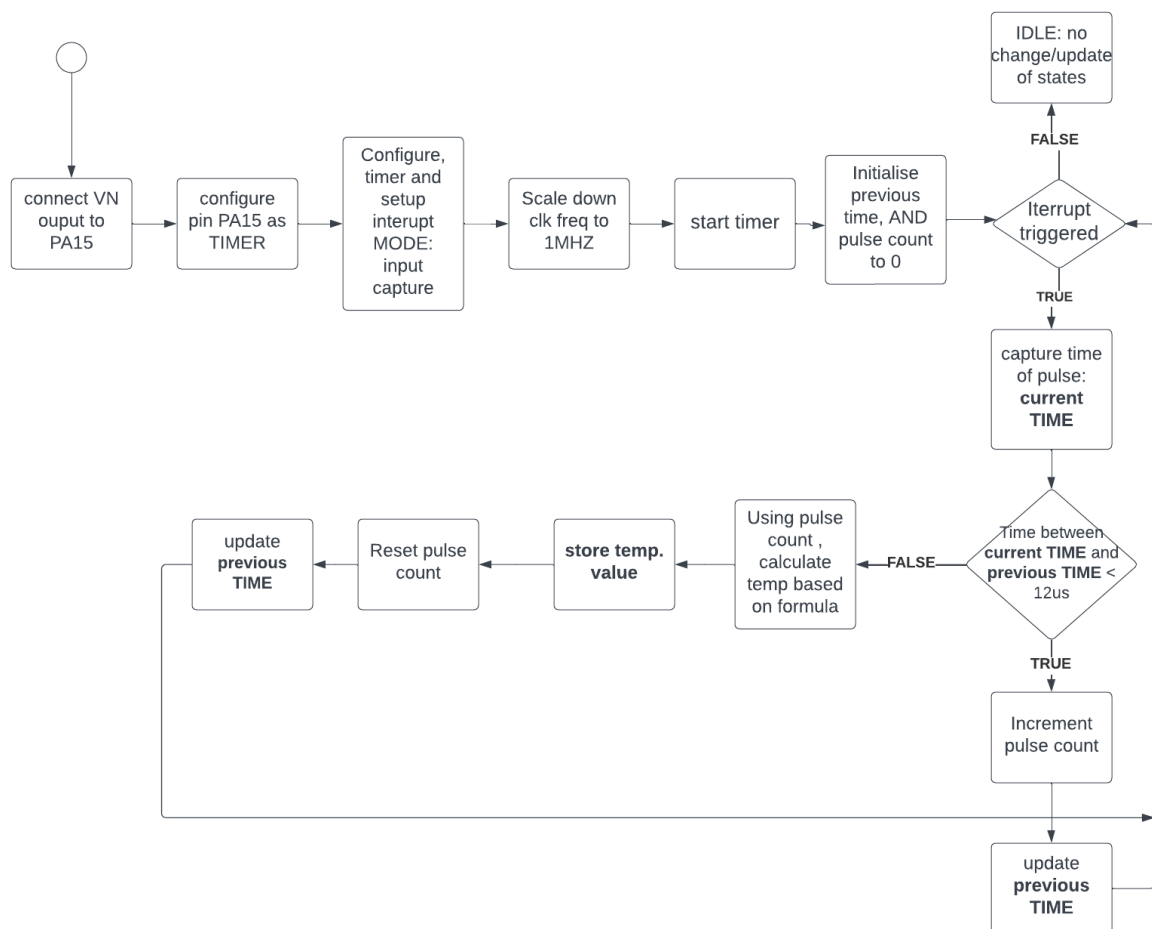 IDLE: no
change/update
of states
FALSE
connect VN
ouput to
PA15
configure
pin PA15 as
TIMER
Configure,
timer and
setup
interupt
MODE:
input
capture
Scale down
clk freq to
1MHZ
start timer
Initialise
previous
time, AND
pulse count
to 0
Iterrupt
triggered
TRUE
capture time
of pulse:
current
TIME
Time between
current TIME and
previous TIME <
12us
FALSE
Using pulse
count ,
calculate
temp based
on formula
store temp.
value
Reset pulse
count
update
previous
TIME
TRUE
Increment
pulse count
update
previous
TIME